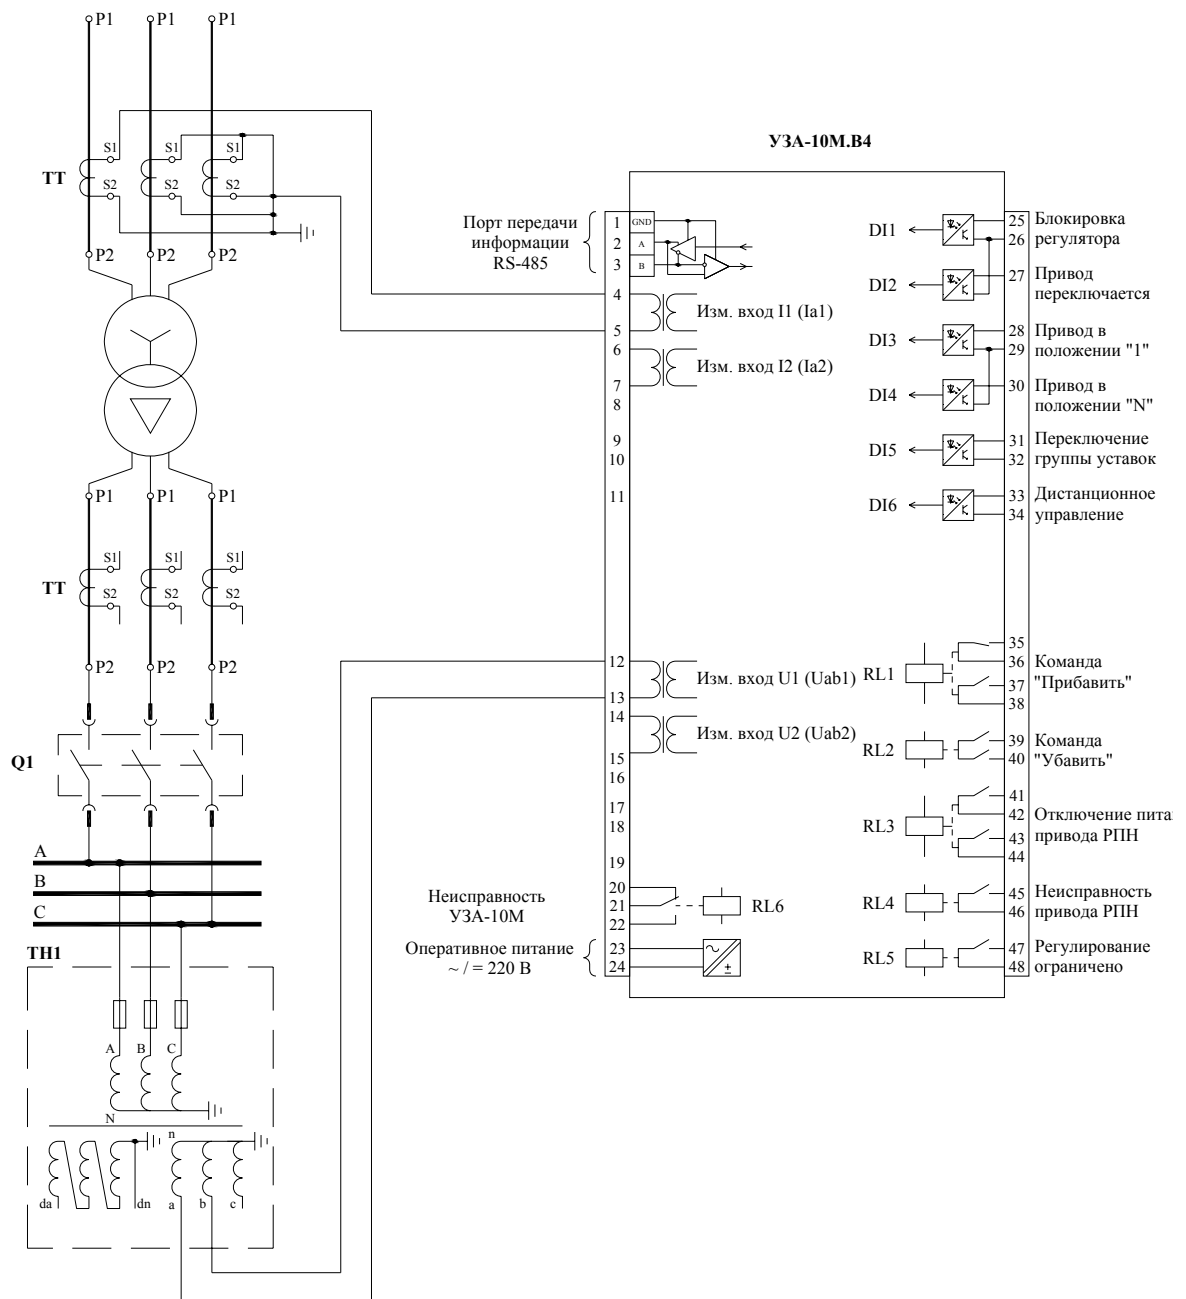 P1 P1 P1
УЗА-10М.В4
S1 S1 S1
ТТ
S2 S2 S2
P2 P2 P2
Порт передачи
информации
RS-485
1 GND
2 A
3 B
4
5
Изм. вход I1 (Ia1)
6
7
Изм. вход I2 (Ia2)
8
9
10
11
DI1
25 Блокировка
26 регулятора
DI2
27 Привод
переключается
DI3
28 Привод в
29 положении "1"
DI4
30 Привод в
положении "N"
DI5
31 Переключение
32 группы уставок
DI6
33 Дистанционное
34 управление
P1 P1 P1
S1 S1 S1
ТТ
S2 S2 S2
P2 P2 P2
12
13
Изм. вход U1 (Uab1)
14
15
Изм. вход U2 (Uab2)
16
17
18
19
RL1
35
36 Команда
37 "Прибавить"
38
RL2
39 Команда
40 "Убавить"
RL3
41
42 Отключение пита
43 привода РПН
44
Q1
A
B
C
Неисправность
УЗА-10М
20
21
22
RL6
RL4
45 Неисправность
46 привода РПН
Оперативное питание
~ / = 220 В
23
24
RL5
47 Регулирование
48 ограничено
ТН1
A B C
N
n
da dn a b c